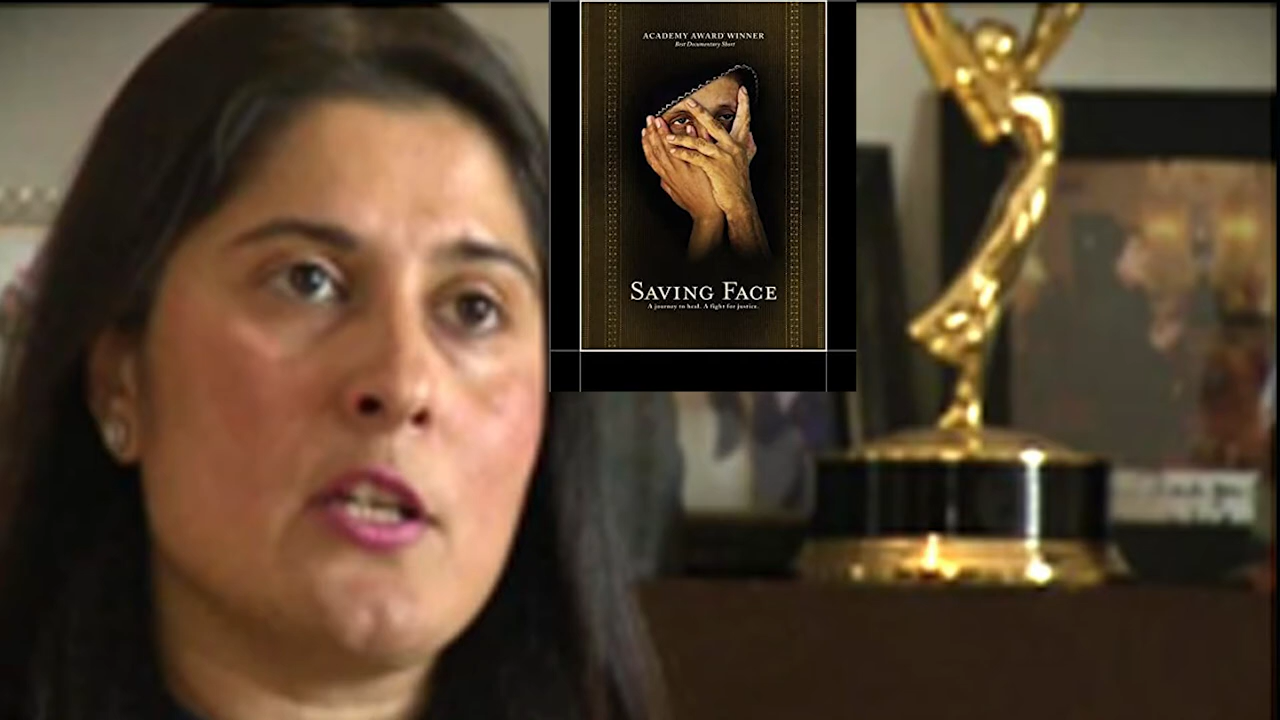 ACADEMY AWARD WINNER
Best Documentary Short
SAVING FACE
A journey to heal. A fight for justice.